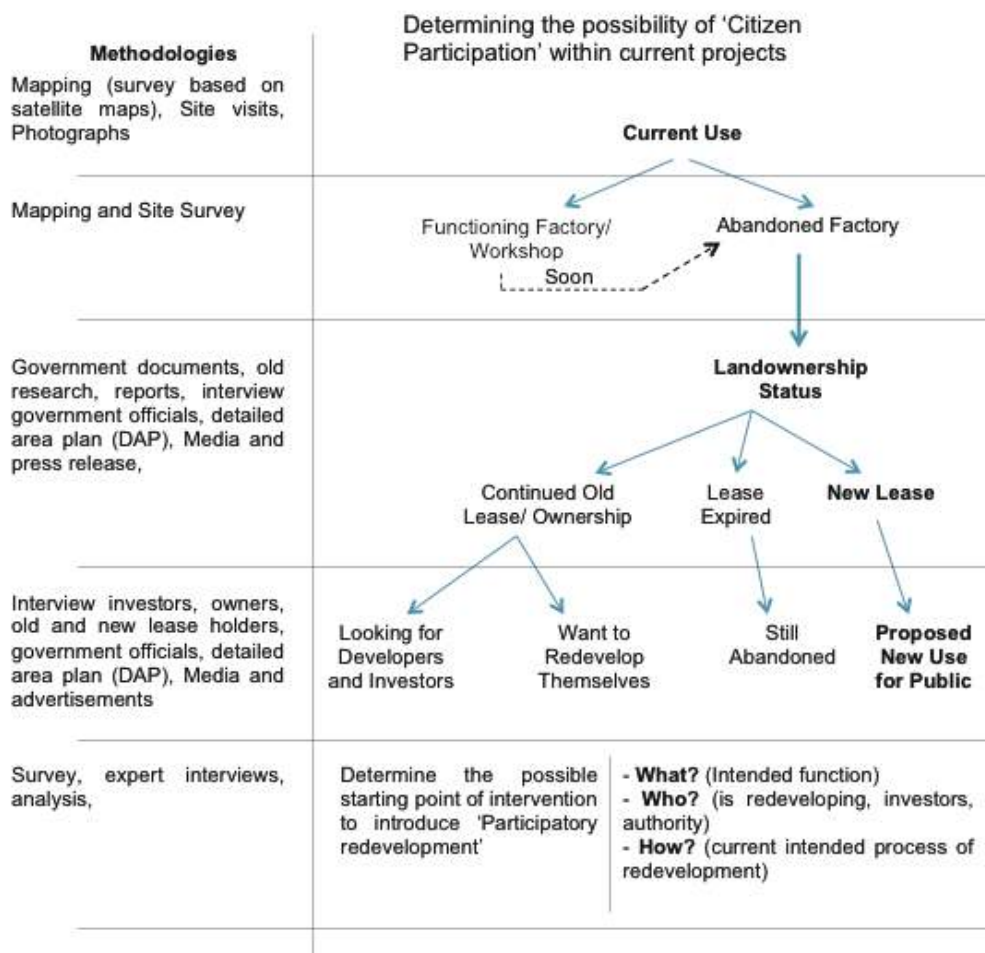 Determining the possibility of ‘Citizen
Participation’ within current projects
Methodologies
Mapping (survey based on
satellite maps), Site visits,
Photographs
Current Use
Mapping and Site Survey
Functioning Factory/
Workshop
Abandoned Factory
Soon
Government documents, old
research, reports, interview
government officials, detailed
area plan (DAP), Media and
press release,
Landownership
Status
Continued Old
Lease/ Ownership
Lease
Expired
New Lease
Interview investors, owners,
old and new lease holders,
government officials, detailed
area plan (DAP), Media and
advertisements
Looking for
Developers
and Investors
Want to
Redevelop
Themselves
Still
Abandoned
Proposed
New Use
for Public
Survey, expert interviews,
analysis,
Determine the possible
starting point of intervention
to introduce ‘Participatory
redevelopment’
- What? (Intended function)
- Who? (is redeveloping, investors,
authority)
- How? (current intended process of
redevelopment)